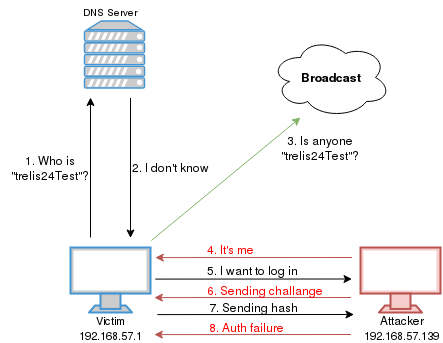 DNS Server
Broadcast
1. Who is
"trelis24Test"?
2. I don't know
3. Is anyone
"trelis24Test"?
4. It's me
5. I want to log in
6. Sending challange
7. Sending hash
8. Auth failure
Victim
192.168.57.1
Attacker
192.168.57.139